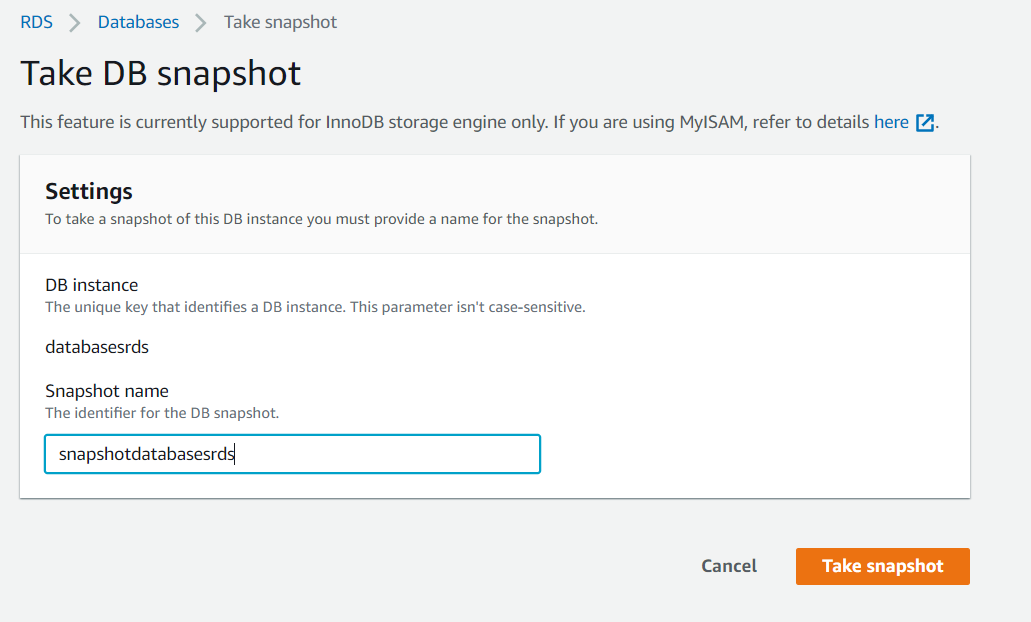 RDS > Databases > Take snapshot
Take DB snapshot
This feature is currently supported for InnoDB storage engine only. If you are using MyISAM, refer to details here .
Settings
To take a snapshot of this DB instance you must provide a name for the snapshot.
DB instance
The unique key that identifies a DB instance. This parameter isn't case-sensitive.
databasesrds
Snapshot name
The identifier for the DB snapshot.
snapshotdatabasesrds
Cancel Take snapshot